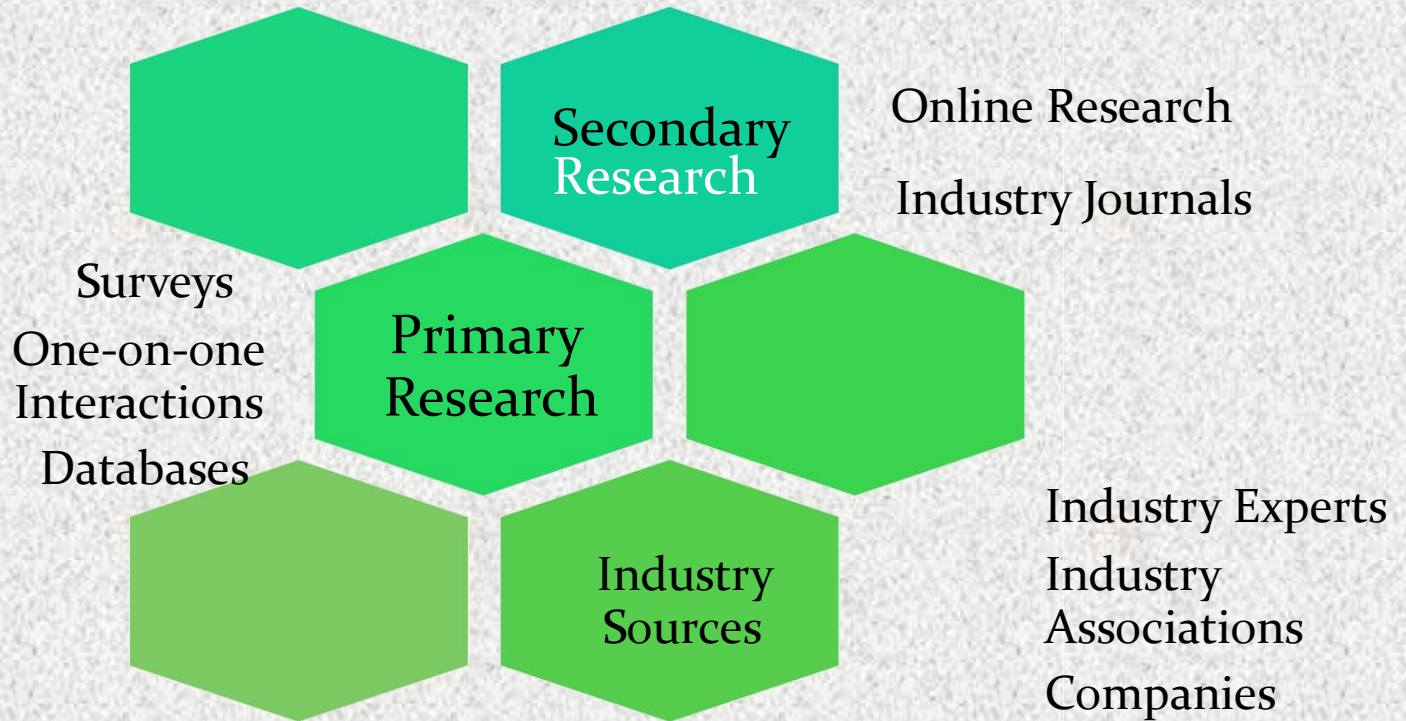 Secondary
Research
Online Research
Industry Journals
Surveys
One-on-one
Interactions
Databases
Primary
Research
Industry
Sources
Industry Experts
Industry
Associations
Companies